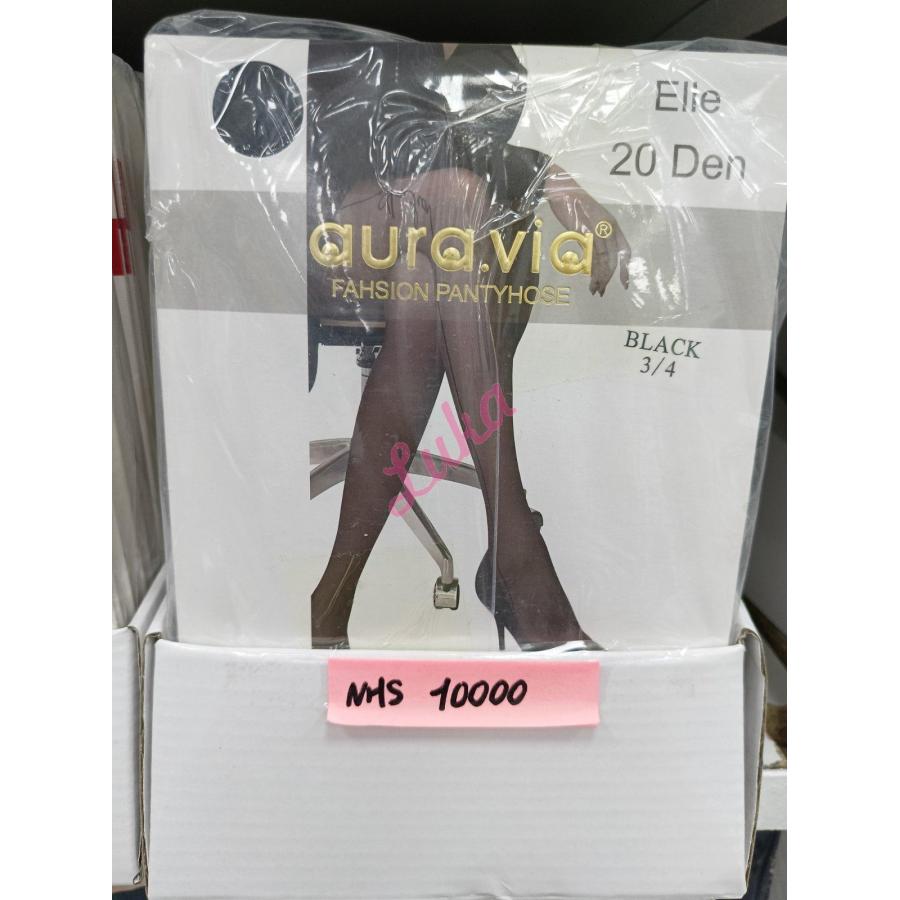 Elie
20 Den
aura.via®
FAHSION PANTYHOSE
BLACK
3/4
Luka
NHS 10000